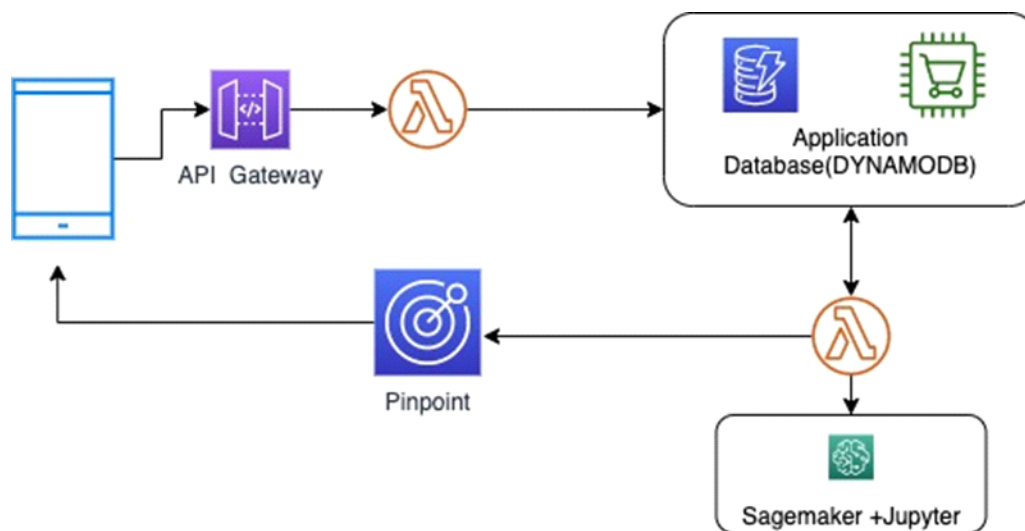 API Gateway
Application
Database(DYNAMODB)
Pinpoint
Sagemaker +Jupyter